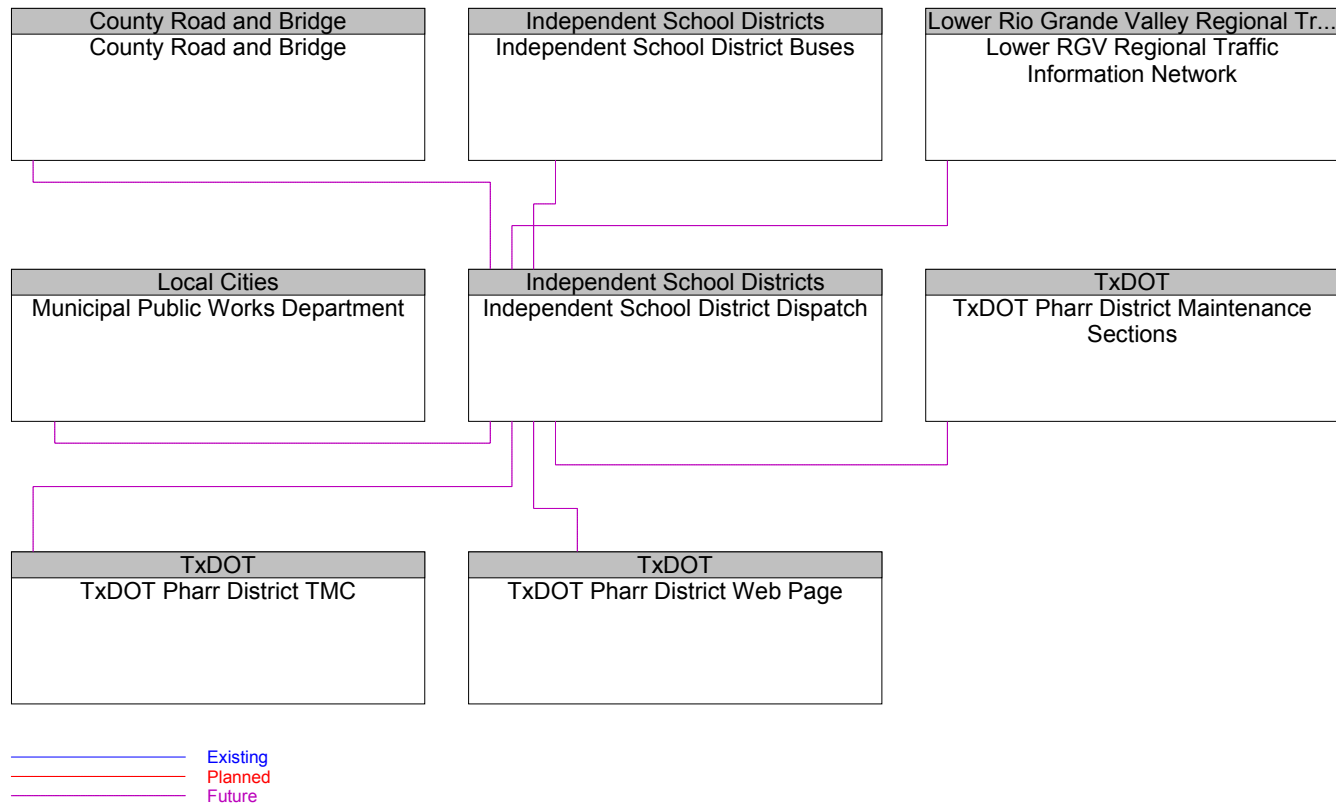 County Road and Bridge
County Road and Bridge
Independent School Districts
Independent School District Buses
Lower Rio Grande Valley Regional Tr...
Lower RGV Regional Traffic
Information Network
Local Cities
Municipal Public Works Department
Independent School Districts
Independent School District Dispatch
TxDOT
TxDOT Pharr District Maintenance
Sections
TxDOT
TxDOT Pharr District TMC
TxDOT
TxDOT Pharr District Web Page
Existing
Planned
Future